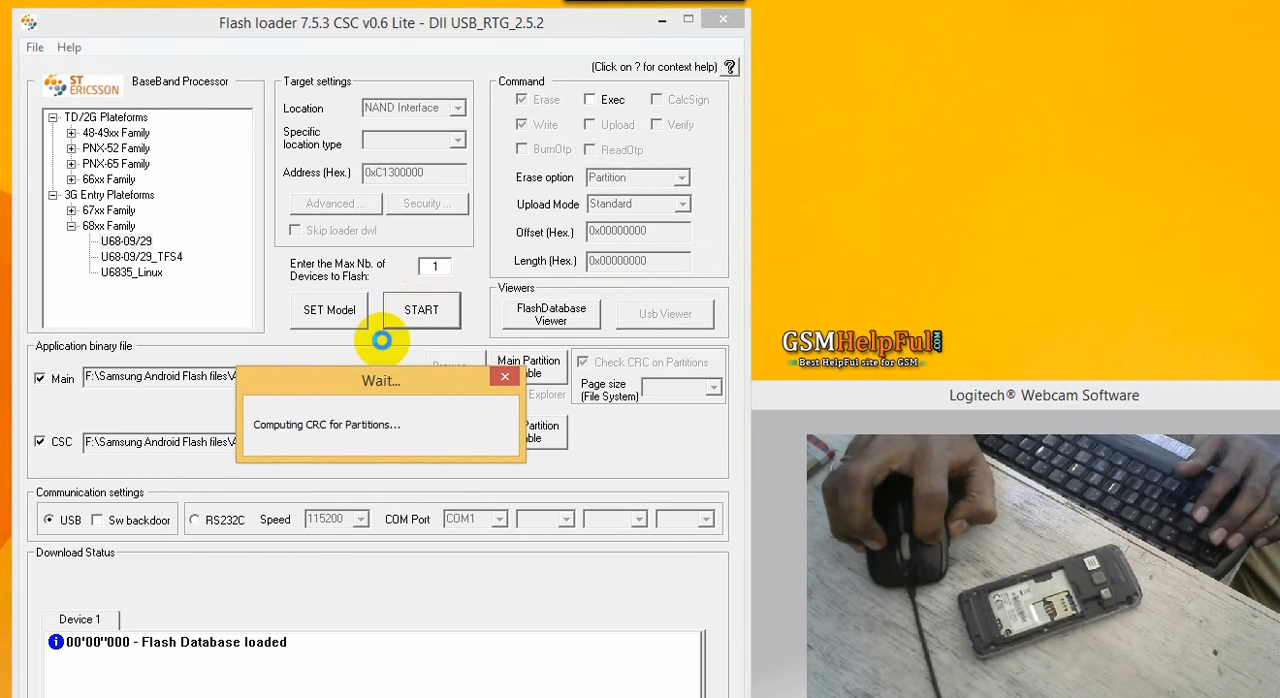 Flash loader 7.5.3 CSC v0.6 Lite - DII USB_RTG_2.5.2
File Help
(Click on ? for context help) ?
ST ERICSSON
BaseBand Processor
TD/2G Plateforms
48-49xx Family
PNX-52 Family
PNX-65 Family
66xx Family
3G Entry Plateforms
67xx Family
68xx Family
U68-09/29
U68-09/29_TFS4
U6835_Linux
Target settings
Location NAND Interface
Specific
location type
Address (Hex.) 0xC1300000
Advanced ... Security ...
Skip loader dwl
Enter the Max Nb. of
Devices to Flash: 1
SET Model START
Command
Erase Exec CalcSign
Write Upload Verify
BurnOtp ReadOtp
Erase option Partition
Upload Mode Standard
Offset (Hex.) 0x00000000
Length (Hex.) 0x00000000
Viewers
FlashDatabase
Viewer
Usb Viewer
Application binary file
Main F:\Samsung Android Flash files\A
Main Partition
Check CRC on Partitions
Page size
(File System)
Explorer
CSC F:\Samsung Android Flash files\A
Partition
Wait...
Computing CRC for Partitions...
Communication settings
USB Sw backdoor RS232C Speed 115200 COM Port COM1
Download Status
Device 1
00'00''000 - Flash Database loaded
GSMHelpFul.com
Best HelpFul site for GSM
Logitech® Webcam Software